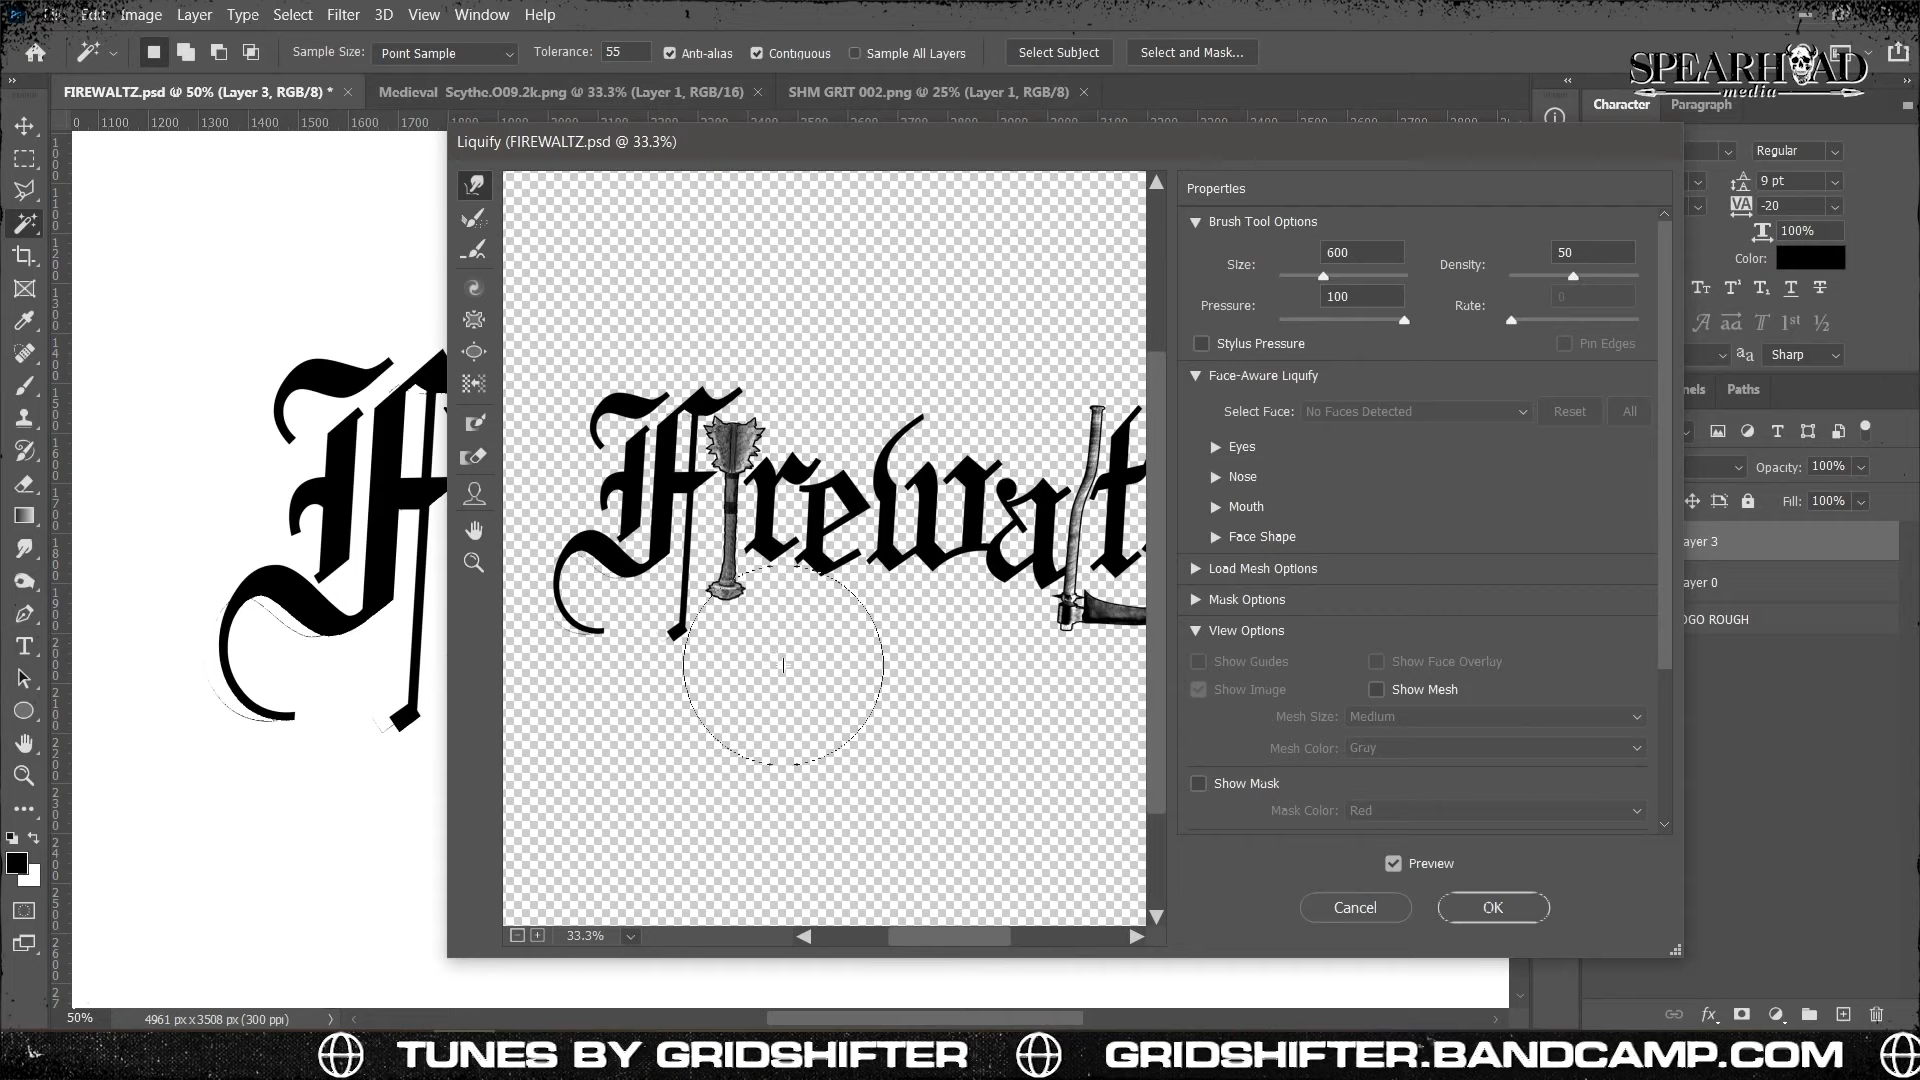 Edit Image Layer Type Select Filter 3D View Window Help
Sample Size: Point Sample Tolerance: 55 Anti-alias Contiguous Sample All Layers Select Subject Select and Mask...
SPEARHEAD
media
FIREWALTZ.psd @ 50% (Layer 3, RGB/8) * Medieval Scythe.O09.2k.png @ 33.3% (Layer 1, RGB/16) SHM GRIT 002.png @ 25% (Layer 1, RGB/8)
Character Paragraph
0 1100 1200 1300 1400 1500 1600 1700
Liquify (FIREWALTZ.psd @ 33.3%)
Regular
9 pt
-20
100%
Color:
Sharp
Paths
Opacity: 100%
Fill: 100%
ayer 3
ayer 0
OGO ROUGH
Properties
Brush Tool Options
Size: 600 Density: 50
Pressure: 100 Rate: 0
Stylus Pressure Pin Edges
Face-Aware Liquify
Select Face: No Faces Detected Reset All
Eyes
Nose
Mouth
Face Shape
Load Mesh Options
Mask Options
View Options
Show Guides Show Face Overlay
Show Image Show Mesh
Mesh Size: Medium
Mesh Color: Gray
Show Mask
Mask Color: Red
Preview
Cancel OK
Firewalt
F
33.3%
50% 4961 px x 3508 px (300 ppi)
TUNES BY GRIDSHIFTER GRIDSHIFTER.BANDCAMP.COM